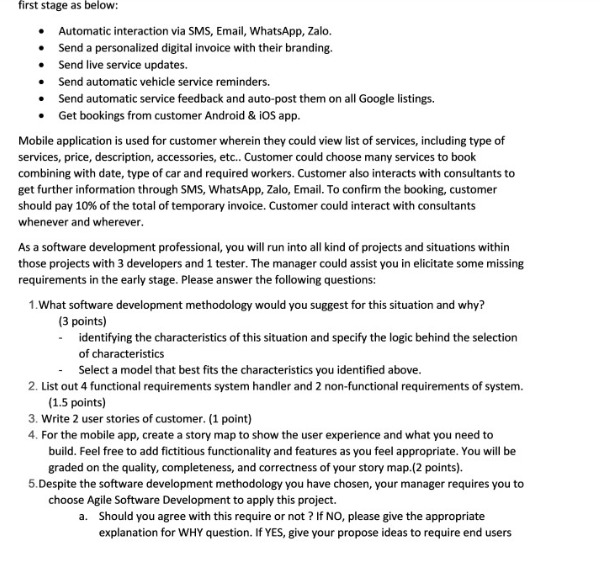 first stage as below:
• Automatic interaction via SMS, Email, WhatsApp, Zalo.
• Send a personalized digital invoice with their branding.
• Send live service updates.
• Send automatic vehicle service reminders.
• Send automatic service feedback and auto-post them on all Google listings.
• Get bookings from customer Android & iOS app.
Mobile application is used for customer wherein they could view list of services, including type of
services, price, description, accessories, etc.. Customer could choose many services to book
combining with date, type of car and required workers. Customer also interacts with consultants to
get further information through SMS, WhatsApp, Zalo, Email. To confirm the booking, customer
should pay 10% of the total of temporary invoice. Customer could interact with consultants
whenever and wherever.
As a software development professional, you will run into all kind of projects and situations within
those projects with 3 developers and 1 tester. The manager could assist you in elicitate some missing
requirements in the early stage. Please answer the following questions:
1.What software development methodology would you suggest for this situation and why?
(3 points)
- identifying the characteristics of this situation and specify the logic behind the selection
of characteristics
- Select a model that best fits the characteristics you identified above.
2. List out 4 functional requirements system handler and 2 non-functional requirements of system.
(1.5 points)
3. Write 2 user stories of customer. (1 point)
4. For the mobile app, create a story map to show the user experience and what you need to
build. Feel free to add fictitious functionality and features as you feel appropriate. You will be
graded on the quality, completeness, and correctness of your story map.(2 points).
5.Despite the software development methodology you have chosen, your manager requires you to
choose Agile Software Development to apply this project.
a. Should you agree with this require or not ? If NO, please give the appropriate
explanation for WHY question. If YES, give your propose ideas to require end users